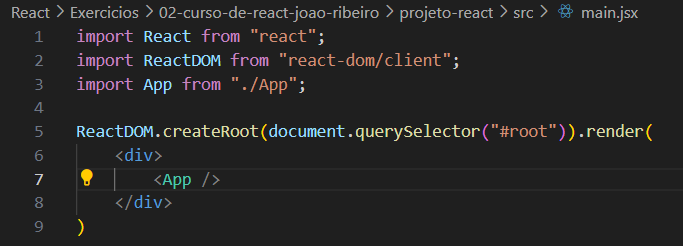 React > Exercicios > 02-curso-de-react-joao-ribeiro > projeto-react > src > main.jsx
1 import React from "react";
2 import ReactDOM from "react-dom/client";
3 import App from "./App";
4
5 ReactDOM.createRoot(document.querySelector("#root")).render(
6 <div>
7 <App />
8 </div>
9 )